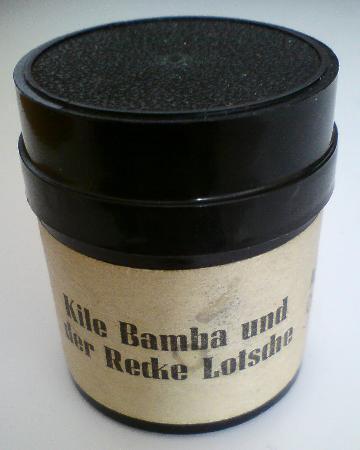 Kile Bamba und
der Recke Lotsche